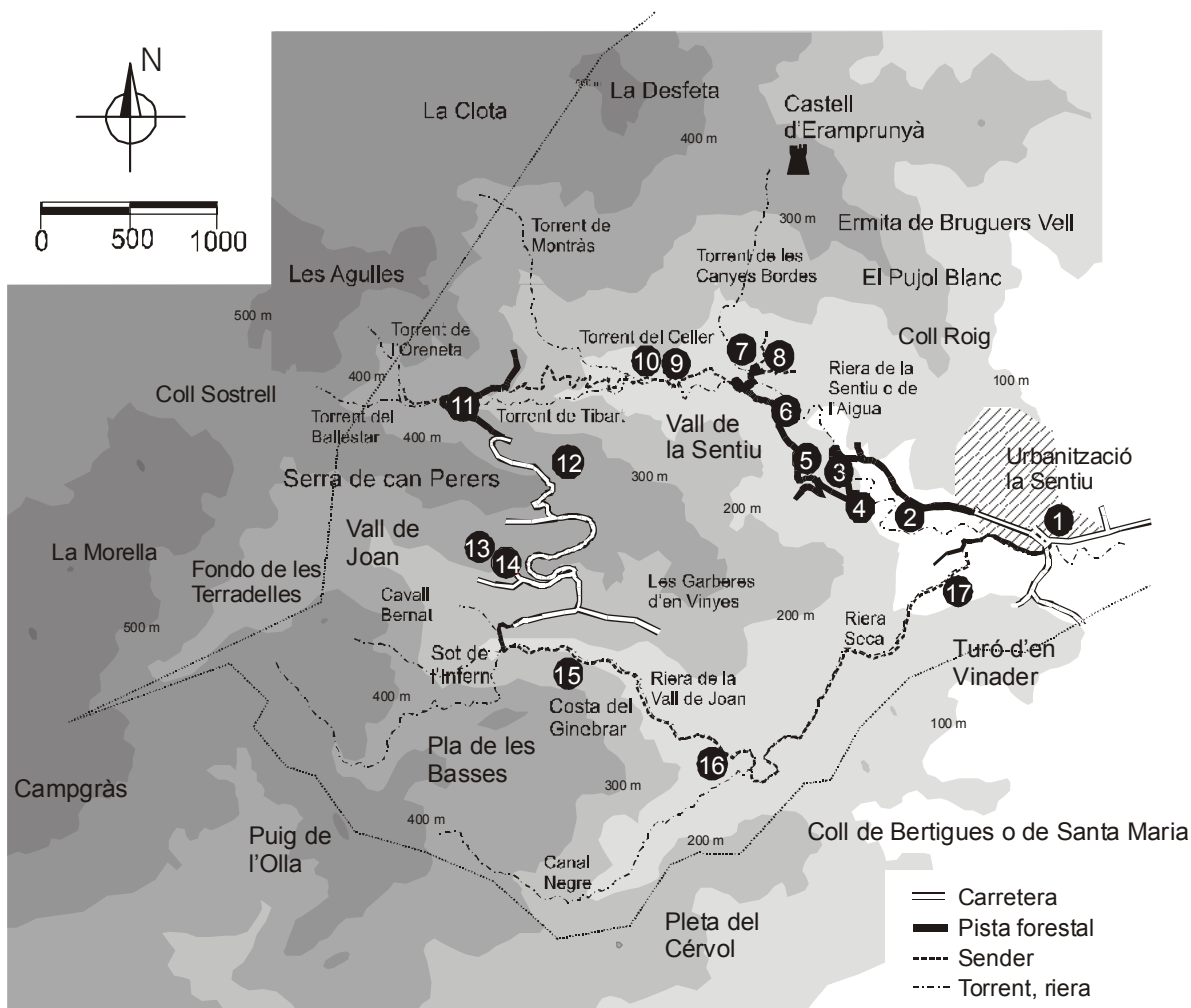 N
La Desfeta
La Clota
Castell
d'Eramprunyà
400 m
0 500 1000
300 m
Ermita de Bruguers Vell
Torrent de
Montràs
Torrent de les
Canyes Bordes
El Pujol Blanc
Les Agulles
500 m
Torrent de
l'Oreneta
Torrent del Celler
7
8
Coll Roig
10
9
Riera de la
Sentiu o de
l'Aigua
100 m
400 m
Coll Sostrell
11
Torrent del
Ballestar
400 m
Torrent de Tibart
6
Vall de
la Sentiu
12
5
3
Urbanització
la Sentiu
Serra de can Perers
300 m
200 m
4
2
1
Vall de
Joan
La Morella
13
14
Fondo de les
Terradelles
Les Garberes
d'en Vinyes
17
Cavall
Bernat
200 m
Riera
Seca
500 m
Sot de
l'Infern
15
Riera de la
Vall de Joan
Turó d'en
Vinader
400 m
Costa del
Ginebrar
100 m
Pla de les
Basses
16
Campgràs
300 m
400 m
Puig de
l'Olla
200 m
Coll de Bertigues o de Santa Maria
Canal
Negre
Pleta del
Cérvol
Carretera
Pista forestal
Sender
Torrent, riera